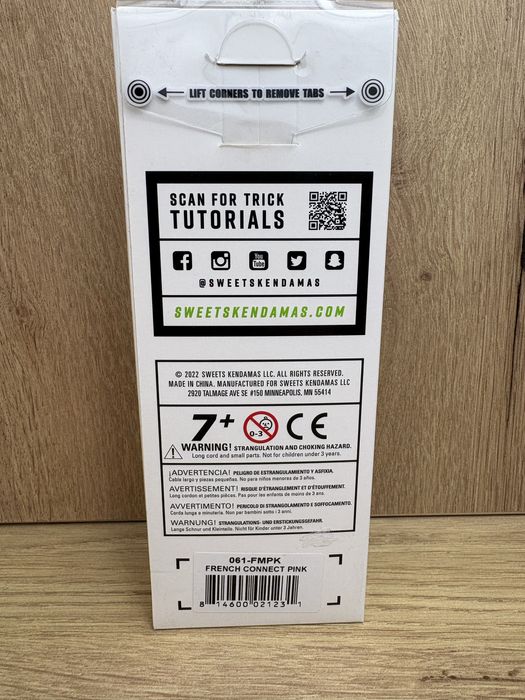 LIFT CORNERS TO REMOVE TABS
SCAN FOR TRICK
TUTORIALS
You
Tube
@SWEETSKENDAMAS
SWEETSKENDAMAS.COM
© 2022 SWEETS KENDAMAS LLC. ALL RIGHTS RESERVED.
MADE IN CHINA. MANUFACTURED FOR SWEETS KENDAMAS LLC
2920 TALMAGE AVE SE #150 MINNEAPOLIS, MN 55414
7+ 0-3 CE
WARNING! STRANGULATION AND CHOKING HAZARD.
Long cord and small parts. Not for children under 3 years.
¡ADVERTENCIA! PELIGRO DE ESTRANGULAMIENTO Y ASFIXIA.
Cable largo y piezas pequeñas. No para niños menores de 3 años.
AVERTISSEMENT! RISQUE D'ÉTRANGLEMENT ET D'ÉTOUFFEMENT.
Long cordon et petites pièces. Pas pour les enfants de moins de 3 ans.
AVVERTIMENTO! PERICOLO DI STRANGOLAMENTO E SOFFOCAMENTO.
Corda lunga e minuteria. Non per bambini sotto i 3 anni.
WARNUNG! STRANGULATIONS- UND ERSTICKUNGSGEFAHR.
Lange Schnur und Kleinteile. Nicht für Kinder unter 3 Jahren.
061-FMPK
FRENCH CONNECT PINK
8 14600 02123 1